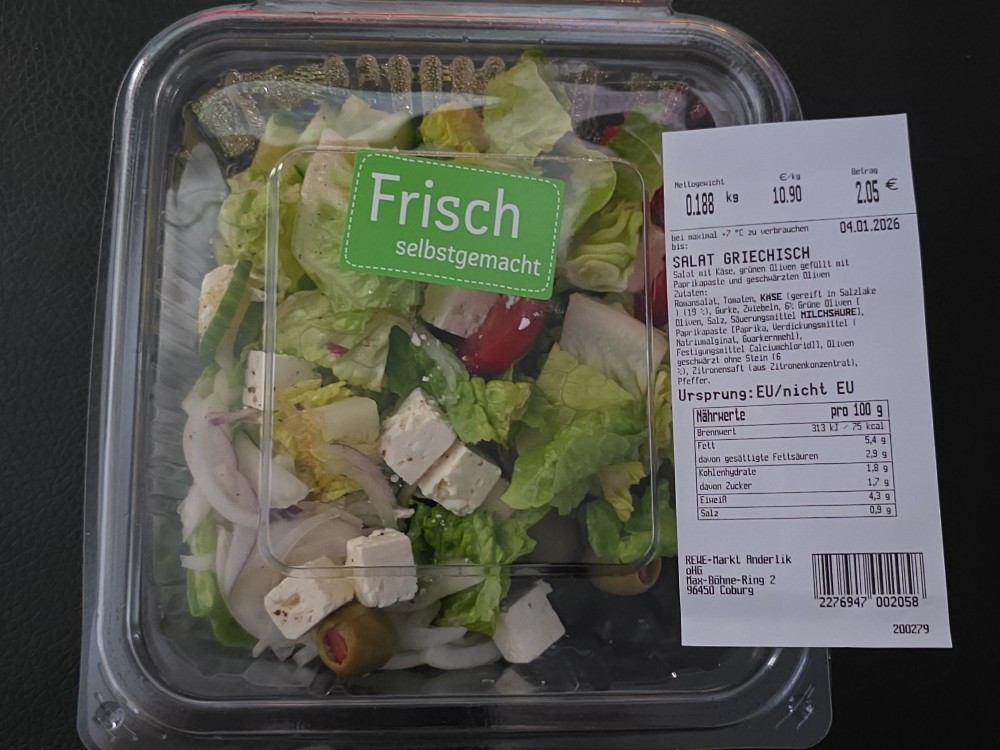 Frisch
selbstgemacht
Nettogewicht €/kg Betrag
0.188 kg 10.90 2.05 €
bei maximal +7 °C zu verbrauchen 04.01.2026
bis:
SALAT GRIECHISCH
Salat mit Käse, grünen Oliven gefüllt mit
Paprikapaste und geschwärzten Oliven
Zutaten:
Romansalat, Tomaten, KÄSE (gereift in Salzlake
) (19 %), Gurke, Zwiebeln, 6% Grüne Oliven [
Oliven, Salz, Säuerungsmittel MILCHSÄURE],
Paprikapaste [Paprika, Verdickungsmittel (
Natriumalginat, Guarkernmehl),
Festigungsmittel Calciumchlorid]], Oliven
geschwärzt ohne Stein (6
%), Zitronensaft (aus Zitronenkonzentrat),
Pfeffer.
Ursprung:EU/nicht EU
Nährwerte pro 100 g
Brennwert 313 kJ / 75 kcal
Fett 5,4 g
davon gesättigte Fettsäuren 2,9 g
Kohlenhydrate 1,8 g
davon Zucker 1,7 g
Eiweiß 4,3 g
Salz 0,9 g
REWE-Markt Anderlik
oHG
Max-Böhme-Ring 2
96450 Coburg
2276947 002058
200279